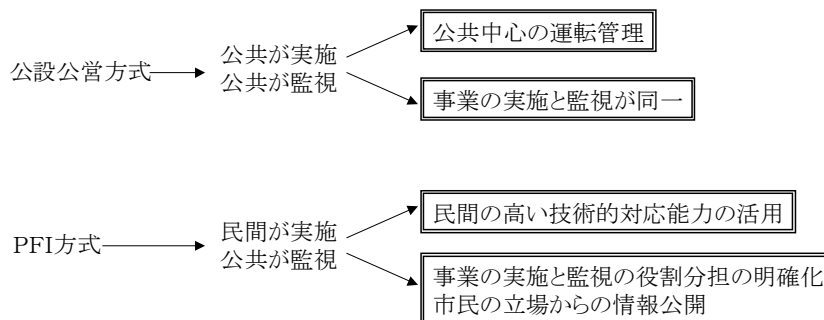 公共中心の運転管理
公設公営方式
公共が実施
公共が監視
事業の実施と監視が同一
民間の高い技術的対応能力の活用
PFI方式
民間が実施
公共が監視
事業の実施と監視の役割分担の明確化
市民の立場からの情報公開